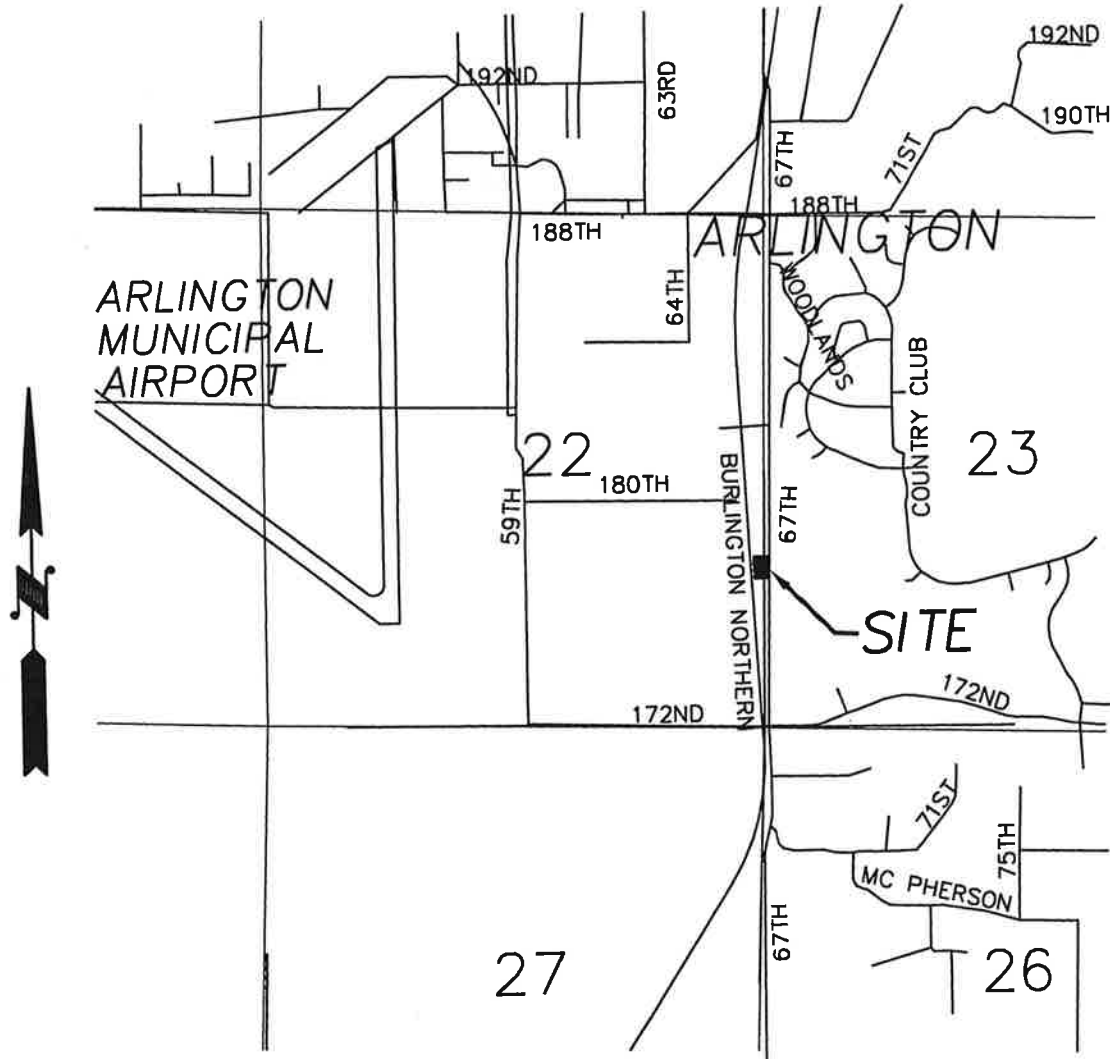 192ND
192ND
63RD
190TH
67TH
71ST
188TH
188TH
ARLINGTON
ARLINGTON
MUNICIPAL
AIRPORT
64TH
WOODLANDS
COUNTRY CLUB
22
23
180TH
59TH
BURLINGTON NORTHERN
67TH
N
SITE
172ND
172ND
71ST
75TH
MC PHERSON
67TH
27
26